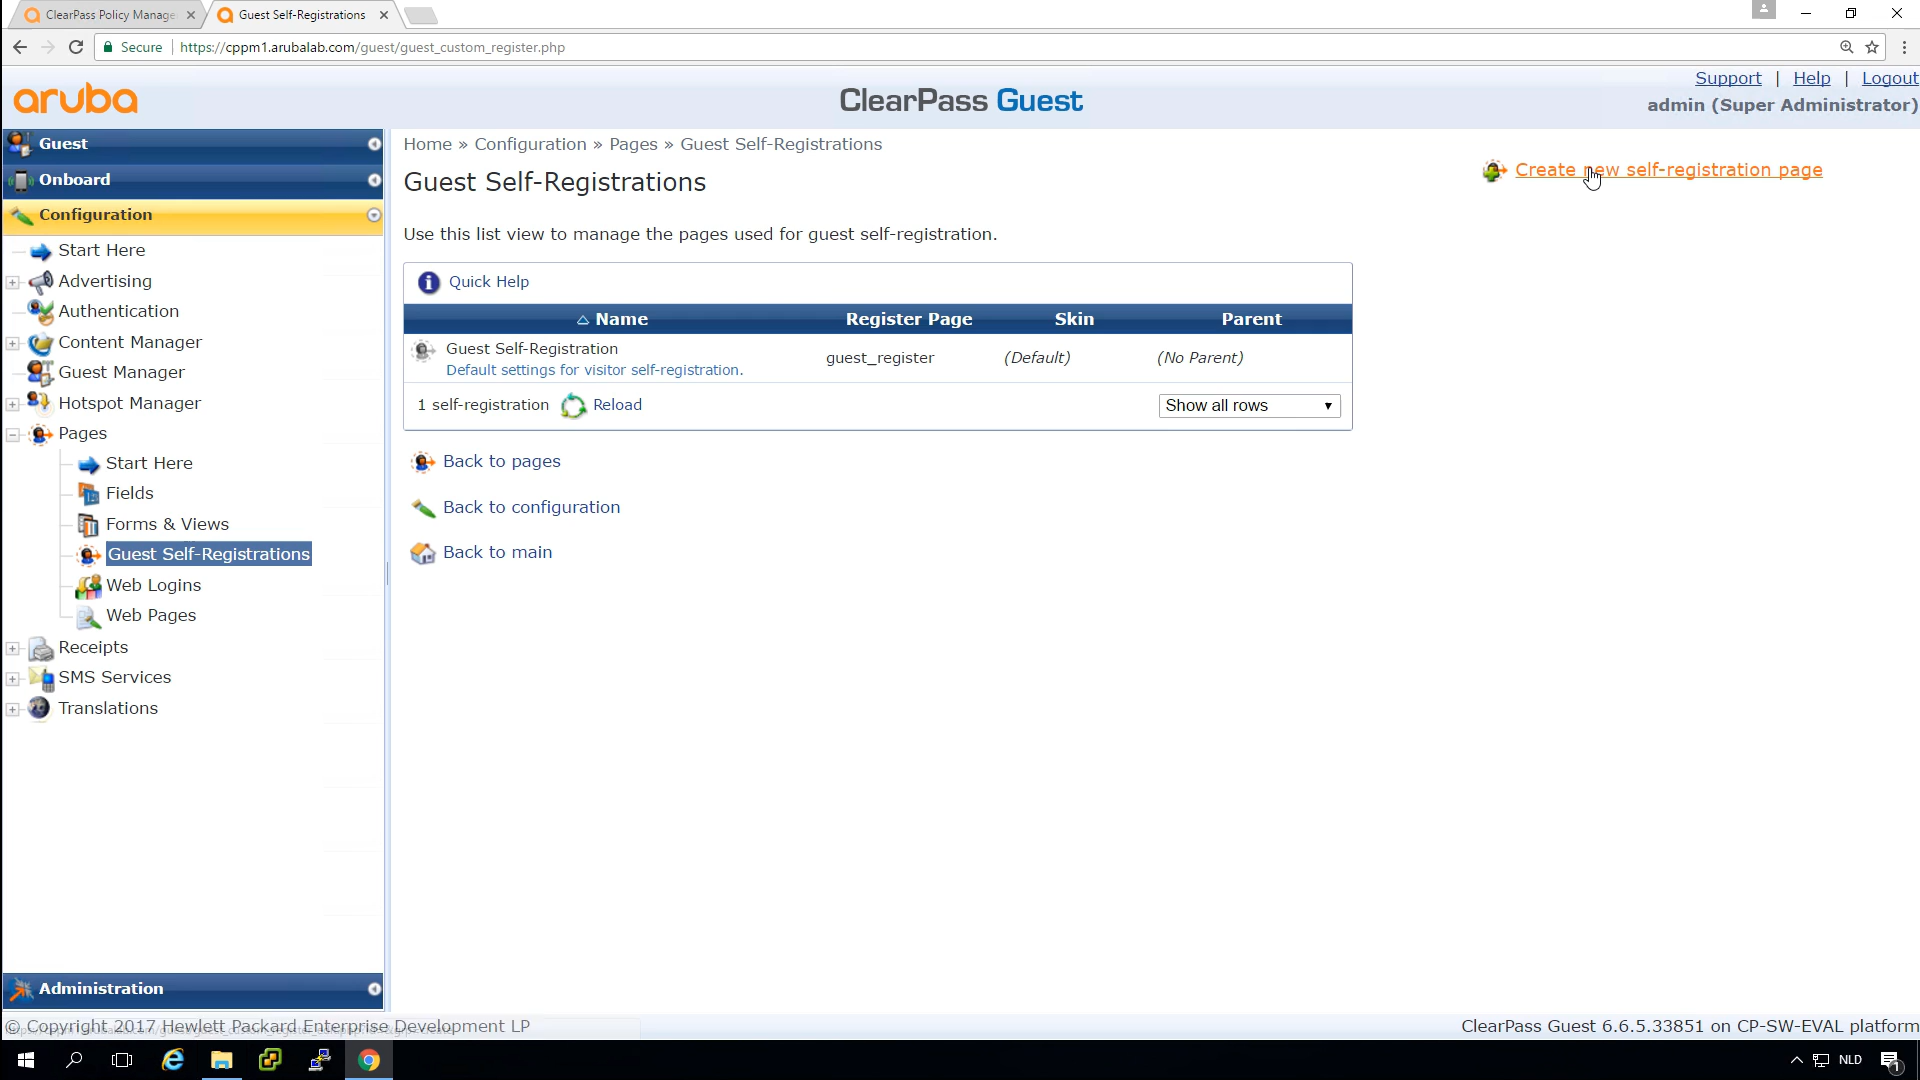 ClearPass Policy Manage
Guest Self-Registrations
Secure
https://cppm1.arubalab.com/guest/guest_custom_register.php
Support | Help | Logout
aruba
ClearPass Guest
admin (Super Administrator)
Guest
Onboard
Configuration
Start Here
Advertising
Authentication
Content Manager
Guest Manager
Hotspot Manager
Pages
Start Here
Fields
Forms & Views
Guest Self-Registrations
Web Logins
Web Pages
Receipts
SMS Services
Translations
Administration
Home » Configuration » Pages » Guest Self-Registrations
Create new self-registration page
Guest Self-Registrations
Use this list view to manage the pages used for guest self-registration.
Quick Help
Name Register Page Skin Parent
Guest Self-Registration
Default settings for visitor self-registration.
guest_register (Default) (No Parent)
1 self-registration Reload Show all rows
Back to pages
Back to configuration
Back to main
© Copyright 2017 Hewlett Packard Enterprise Development LP
ClearPass Guest 6.6.5.33851 on CP-SW-EVAL platform
NLD
1